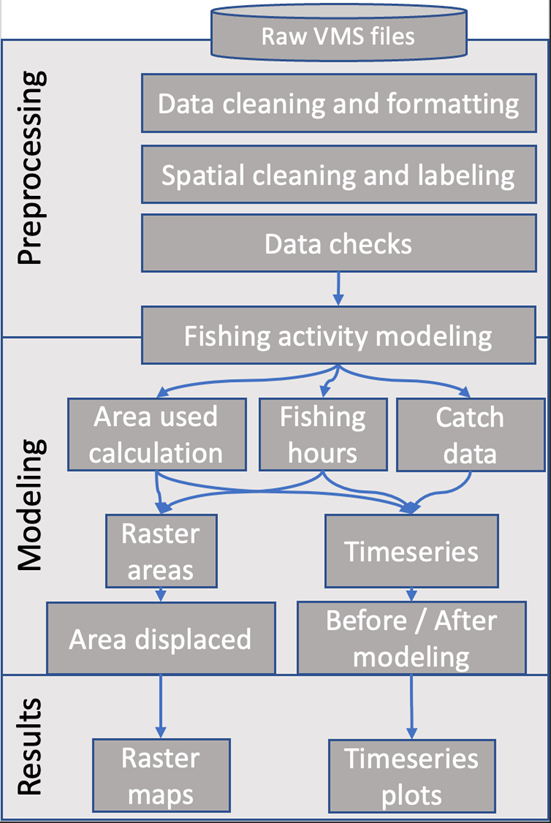 Raw VMS files
Preprocessing
Data cleaning and formatting
Spatial cleaning and labeling
Data checks
Fishing activity modeling
Modeling
Area used
calculation
Fishing
hours
Catch
data
Raster
areas
Timeseries
Area displaced
Before / After
modeling
Results
Raster
maps
Timeseries
plots